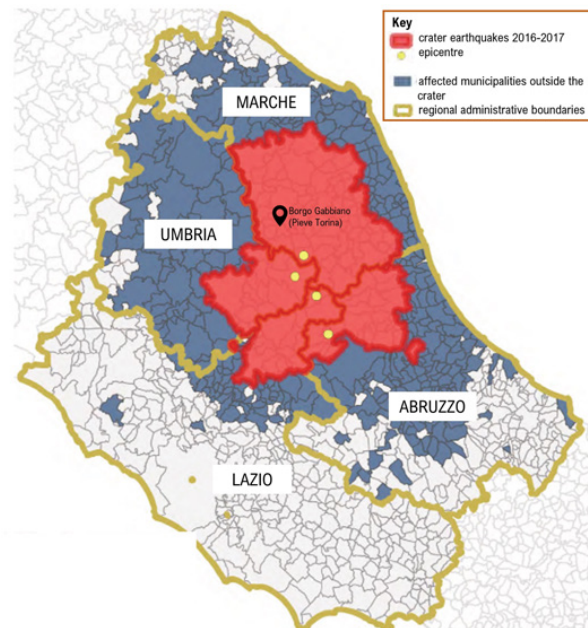 Key
crater earthquakes 2016-2017
epicentre
affected municipalities outside the
crater
regional administrative boundaries
MARCHE
Borgo Gabbiano
(Pieve Torina)
UMBRIA
ABRUZZO
LAZIO